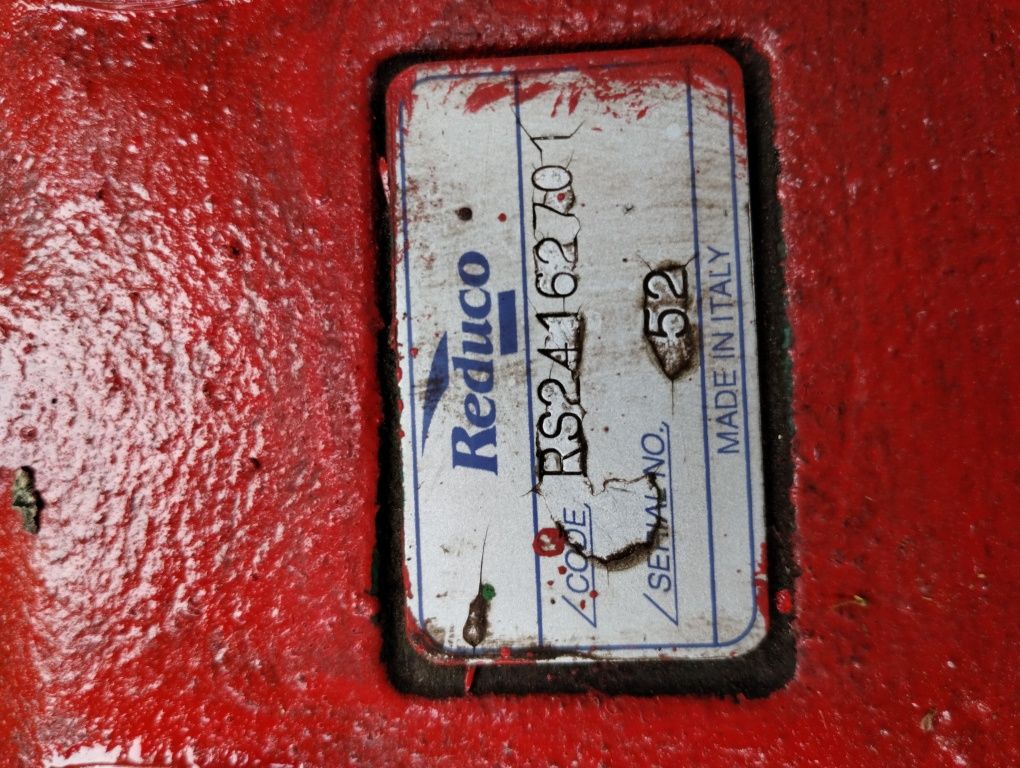 Reduco
CODE RS24162701
SERIAL NO. 52
MADE IN ITALY